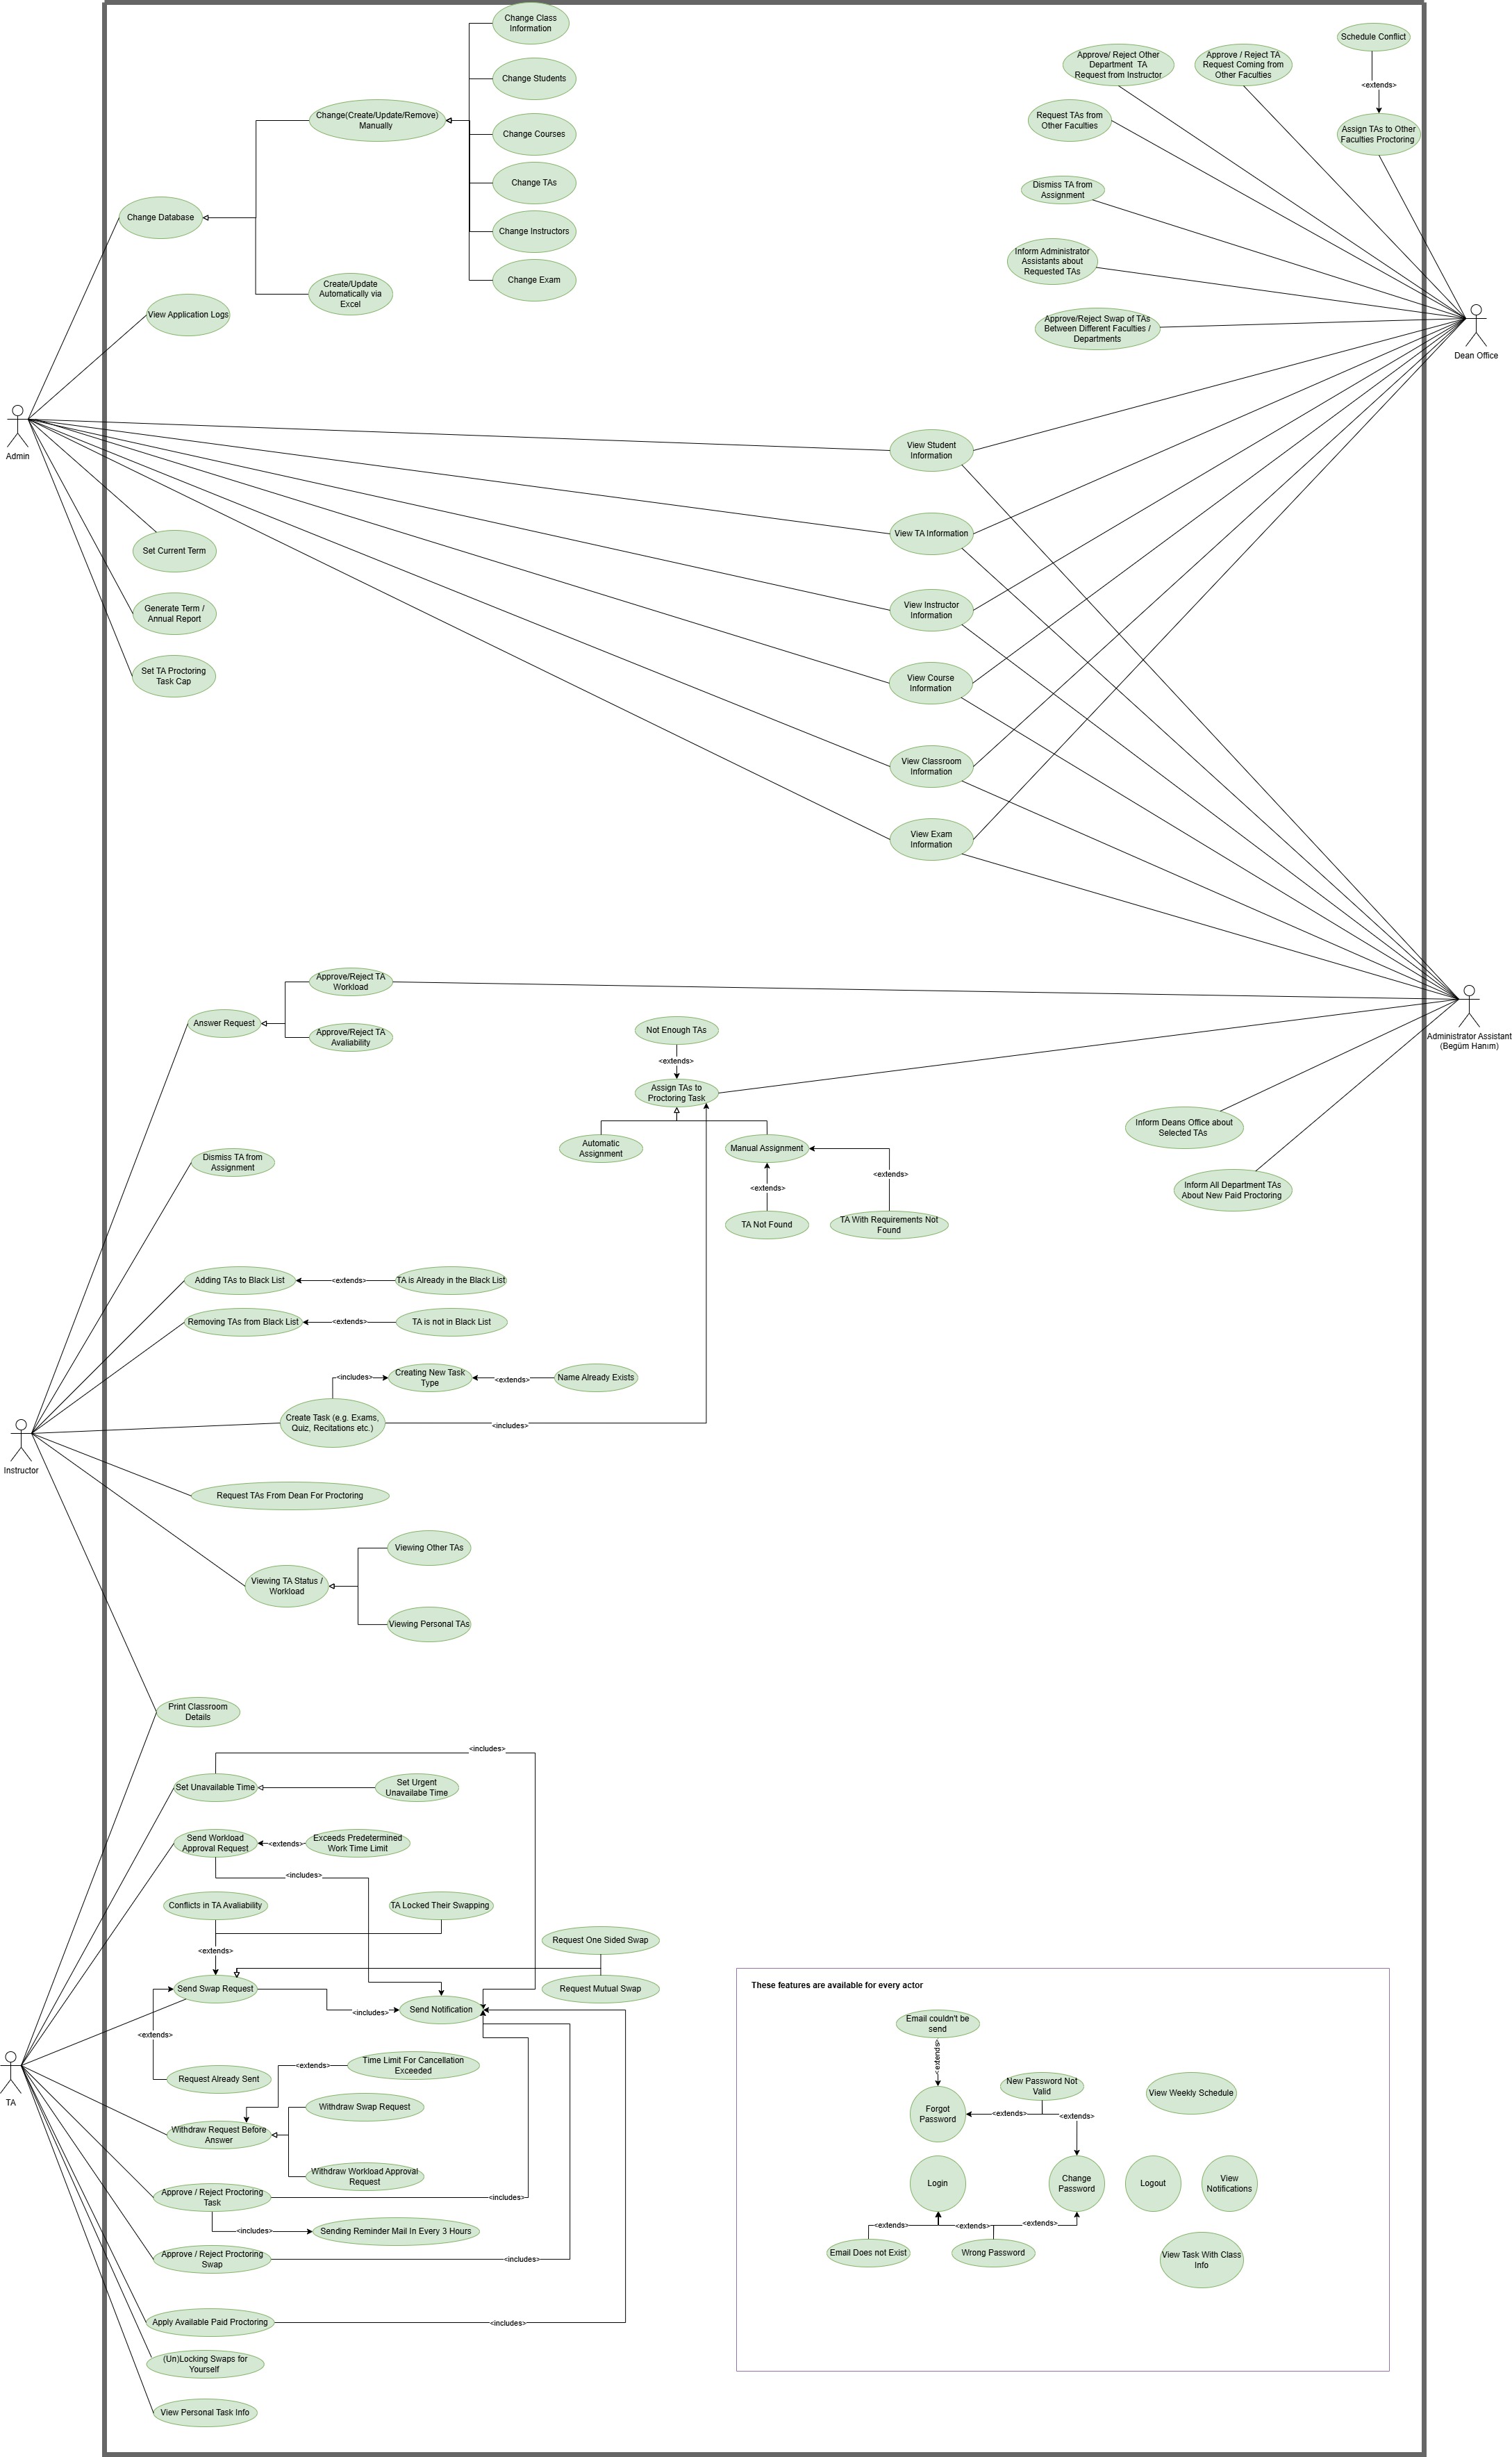 Change Class
Information
Change Students
Change(Create/Update/Remove)
Manually
Change Courses
Change TAs
Change Database
Change Instructors
Change Exam
Create/Update
Automatically via
Excel
View Application Logs
Admin
Set Current Term
Generate Term /
Annual Report
Set TA Proctoring
Task Cap
Schedule Conflict
<extends>
Approve/ Reject Other
Department  TA
Request from Instructor
Approve / Reject TA
Request Coming from
Other Faculties
Request TAs from
Other Faculties
Assign TAs to Other
Faculties Proctoring
Dismiss TA from
Assignment
Inform Administrator
Assistants about
Requested TAs
Approve/Reject Swap of TAs
Between Different Faculties /
Departments
Dean Office
View Student
Information
View TA Information
View Instructor
Information
View Course
Information
View Classroom
Information
View Exam
Information
Administrator Assistant
(Begüm Hanım)
Approve/Reject TA
Workload
Answer Request
Approve/Reject TA
Avaliability
Not Enough TAs
<extends>
Assign TAs to
Proctoring Task
Automatic
Assignment
Manual Assignment
<extends>
<extends>
TA Not Found
TA With Requirements Not
Found
Inform Deans Office about
Selected TAs
Inform All Department TAs
About New Paid Proctoring
Dismiss TA from
Assignment
Adding TAs to Black List
<extends>
TA is Already in the Black List
Removing TAs from Black List
<extends>
TA is not in Black List
<includes>
Creating New Task
Type
<extends>
Name Already Exists
Create Task (e.g. Exams,
Quiz, Recitations etc.)
<includes>
Instructor
Request TAs From Dean For Proctoring
Viewing Other TAs
Viewing TA Status /
Workload
Viewing Personal TAs
Print Classroom
Details
<includes>
Set Unavailable Time
Set Urgent
Unavailabe Time
Send Workload
Approval Request
<extends>
Exceeds Predetermined
Work Time Limit
<includes>
Conflicts in TA Avaliability
TA Locked Their Swapping
<extends>
Request One Sided Swap
Send Swap Request
Request Mutual Swap
<includes>
Send Notification
<extends>
Request Already Sent
<extends>
Time Limit For Cancellation
Exceeded
TA
Withdraw Swap Request
Withdraw Request Before
Answer
Withdraw Workload Approval
Request
Approve / Reject Proctoring
Task
<includes>
<includes>
Sending Reminder Mail In Every 3 Hours
Approve / Reject Proctoring
Swap
<includes>
Apply Available Paid Proctoring
<includes>
(Un)Locking Swaps for
Yourself
View Personal Task Info
These features are available for every actor
Email couldn't be
send
<extends>
New Password Not
Valid
Forgot
Password
<extends>
<extends>
View Weekly Schedule
Login
Change
Password
Logout
View
Notifications
<extends>
<extends>
<extends>
Email Does not Exist
Wrong Password
View Task With Class
Info